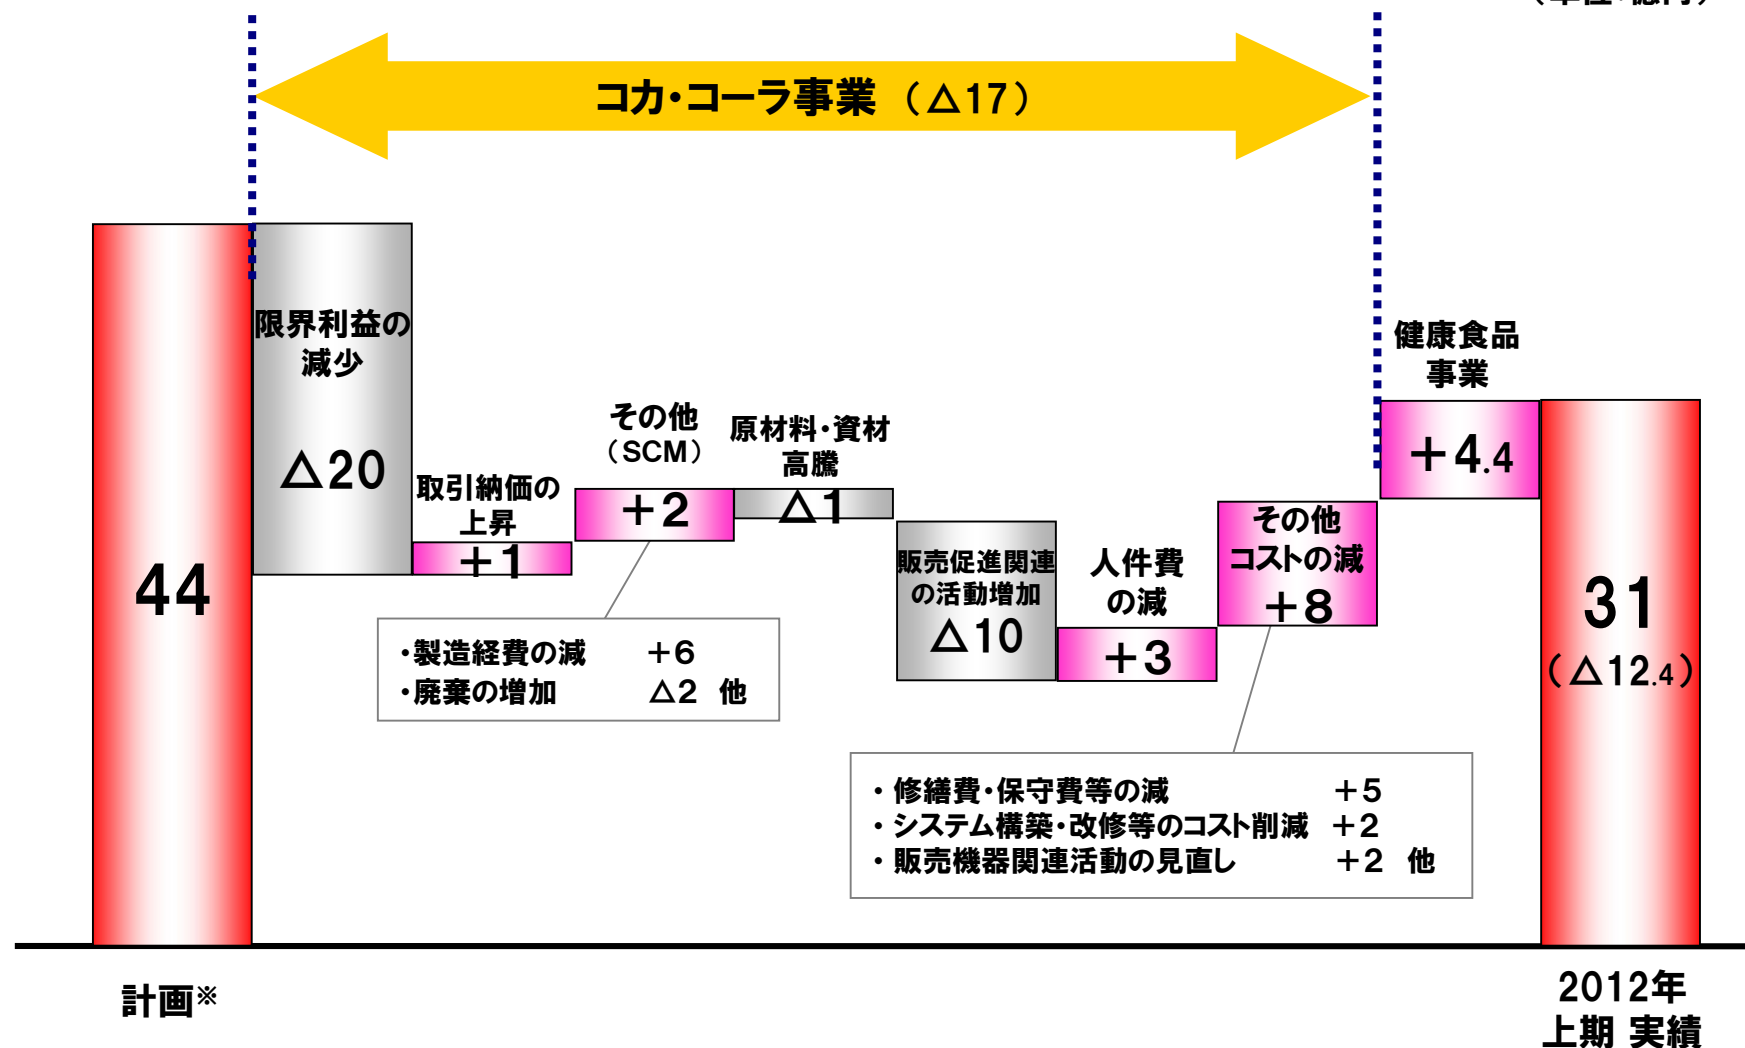 コカ・コーラ事業 （△17）
限界利益の
減少
△20
取引納価の
上昇
＋1
その他
（SCM）
＋2
原材料・資材
高騰
△1
販売促進関連
の活動増加
△10
人件費
の減
＋3
その他
コストの減
＋8
健康食品
事業
＋4.4
44
31
（△12.4）
・製造経費の減 ＋6
・廃棄の増加 △2 他
・ 修繕費・保守費等の減 ＋5
・ システム構築・改修等のコスト削減 ＋2
・ 販売機器関連活動の見直し ＋2 他
計画※
2012年
上期 実績